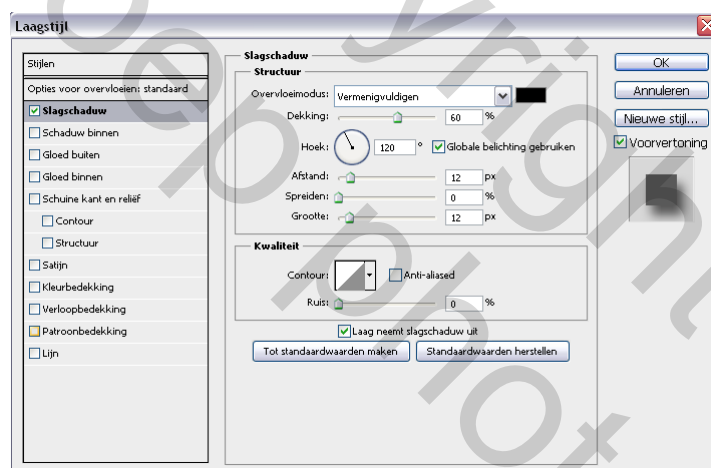 Laagstijl
Stijlen
Opties voor overvloeien: standaard
Slagschaduw
Schaduw binnen
Gloed buiten
Gloed binnen
Schuine kant en reliëf
Contour
Structuur
Satijn
Kleurbedekking
Verloopbedekking
Patroonbedekking
Lijn
Slagschaduw
Structuur
Overvloeimodus: Vermenigvuldigen
Dekking: 60 %
Hoek: 120 ° Globale belichting gebruiken
Afstand: 12 px
Spreiden: 0 %
Grootte: 12 px
Kwaliteit
Contour: Anti-aliased
Ruis: 0 %
Laag neemt slagschaduw uit
Tot standaardwaarden maken Standaardwaarden herstellen
OK
Annuleren
Nieuwe stijl...
Voorvertoning